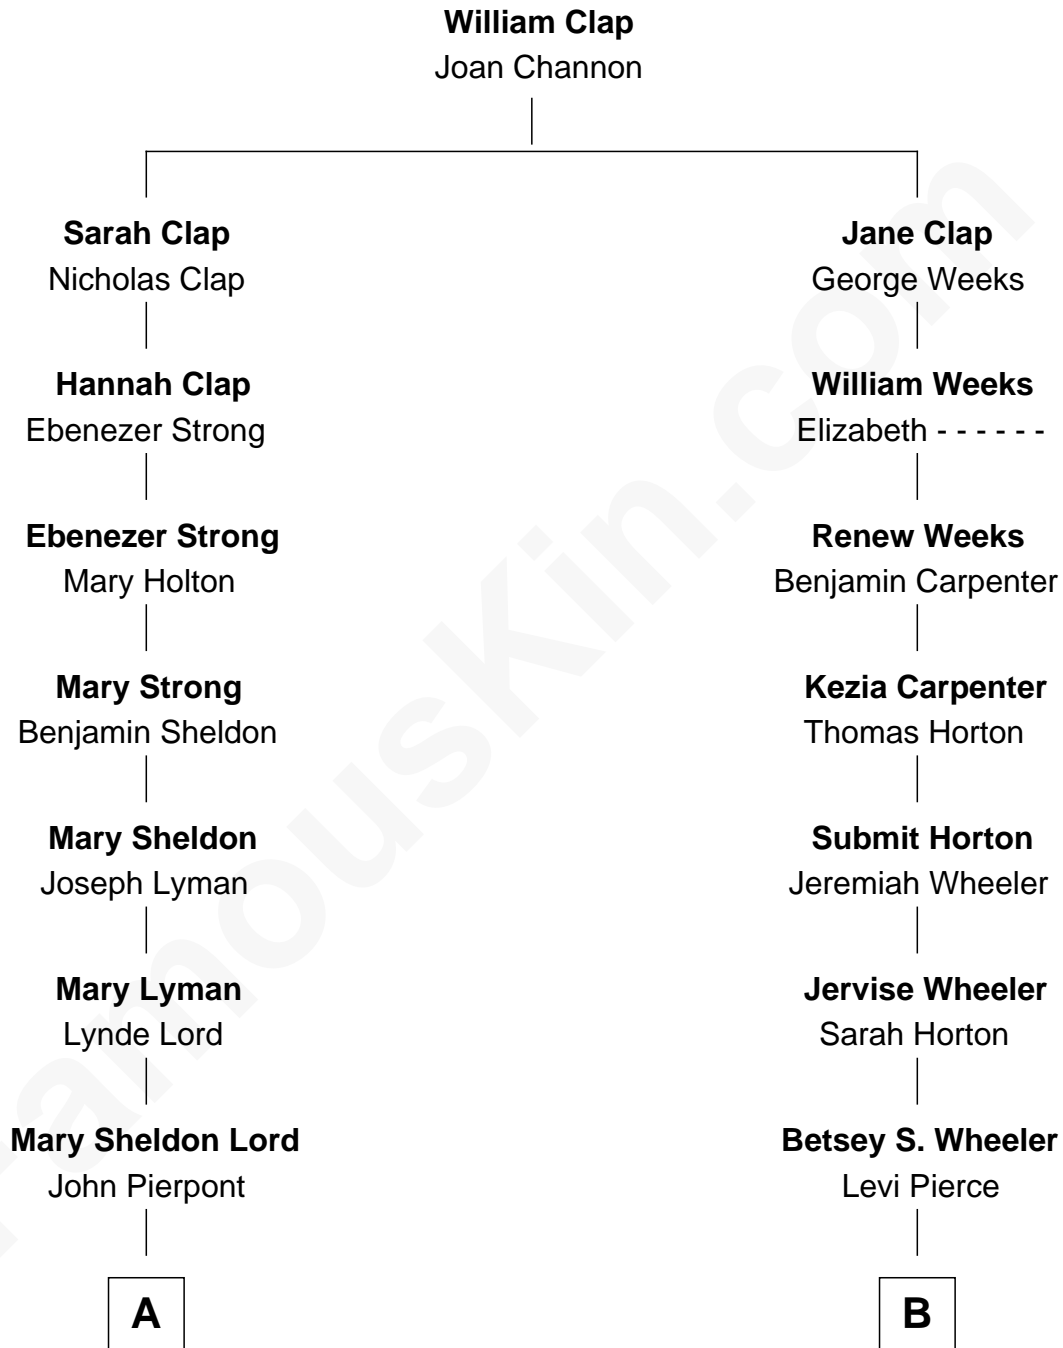 William Clap
Joan Channon
Sarah Clap
Nicholas Clap
Hannah Clap
Ebenezer Strong
Ebenezer Strong
Mary Holton
Mary Strong
Benjamin Sheldon
Mary Sheldon
Joseph Lyman
Mary Lyman
Lynde Lord
Mary Sheldon Lord
John Pierpont
A
Jane Clap
George Weeks
William Weeks
Elizabeth - - - - - -
Renew Weeks
Benjamin Carpenter
Kezia Carpenter
Thomas Horton
Submit Horton
Jeremiah Wheeler
Jervise Wheeler
Sarah Horton
Betsey S. Wheeler
Levi Pierce
B
FamousKin.com